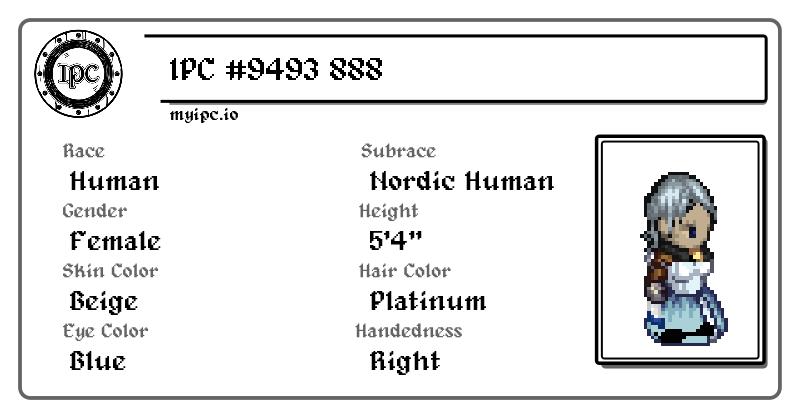 IPC
IPC #9493 888
myipc.io
Race
Human
Subrace
Nordic Human
Gender
Female
Height
5'4"
Skin Color
Beige
Hair Color
Platinum
Eye Color
Blue
Handedness
Right